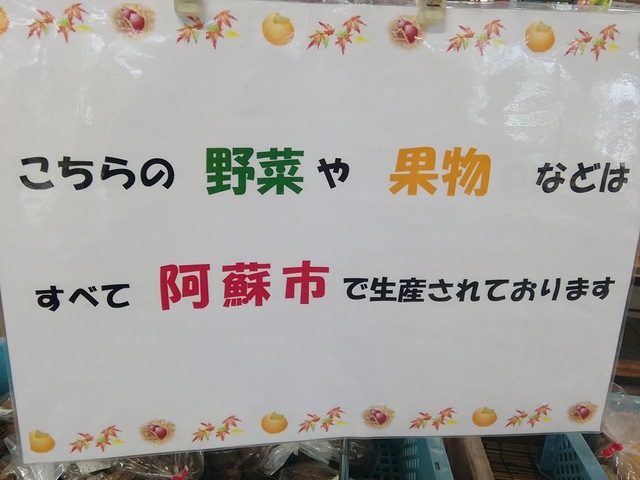 こちらの 野菜や 果物 などは
すべて 阿蘇市で生産されております